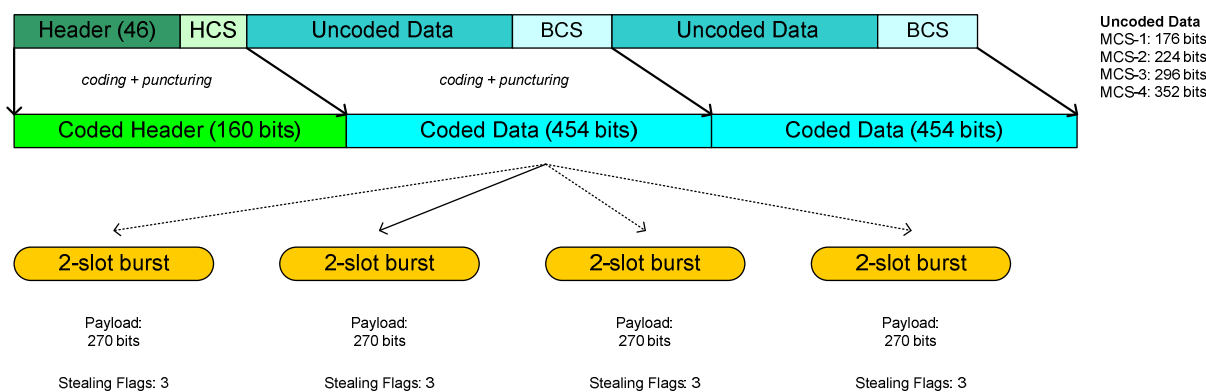 Header (46) HCS Uncoded Data BCS Uncoded Data BCS
Uncoded Data
MCS-1: 176 bits
MCS-2: 224 bits
MCS-3: 296 bits
MCS-4: 352 bits
coding + puncturing coding + puncturing
Coded Header (160 bits) Coded Data (454 bits) Coded Data (454 bits)
2-slot burst 2-slot burst 2-slot burst 2-slot burst
Payload: Payload: Payload: Payload:
270 bits 270 bits 270 bits 270 bits
Stealing Flags: 3 Stealing Flags: 3 Stealing Flags: 3 Stealing Flags: 3